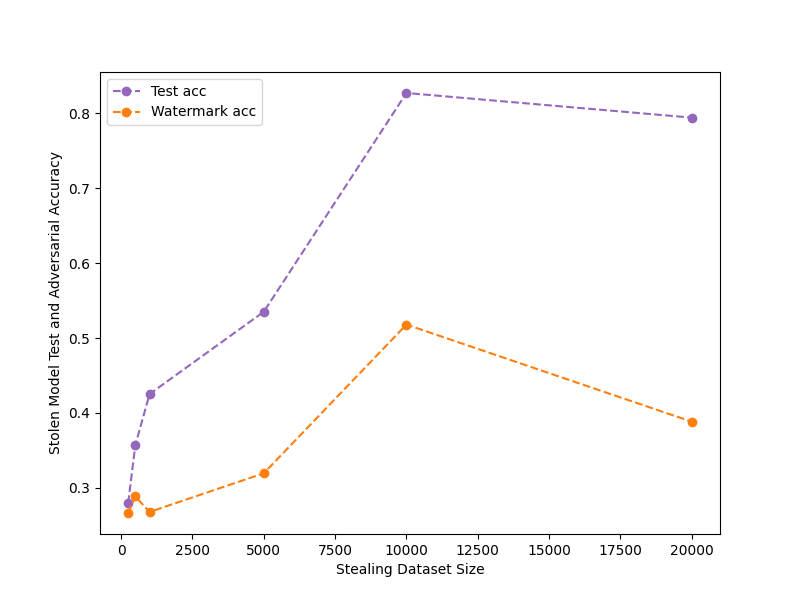 Test acc
Watermark acc
Stolen Model Test and Adversarial Accuracy
0.8
0.7
0.6
0.5
0.4
0.3
0 2500 5000 7500 10000 12500 15000 17500 20000
Stealing Dataset Size